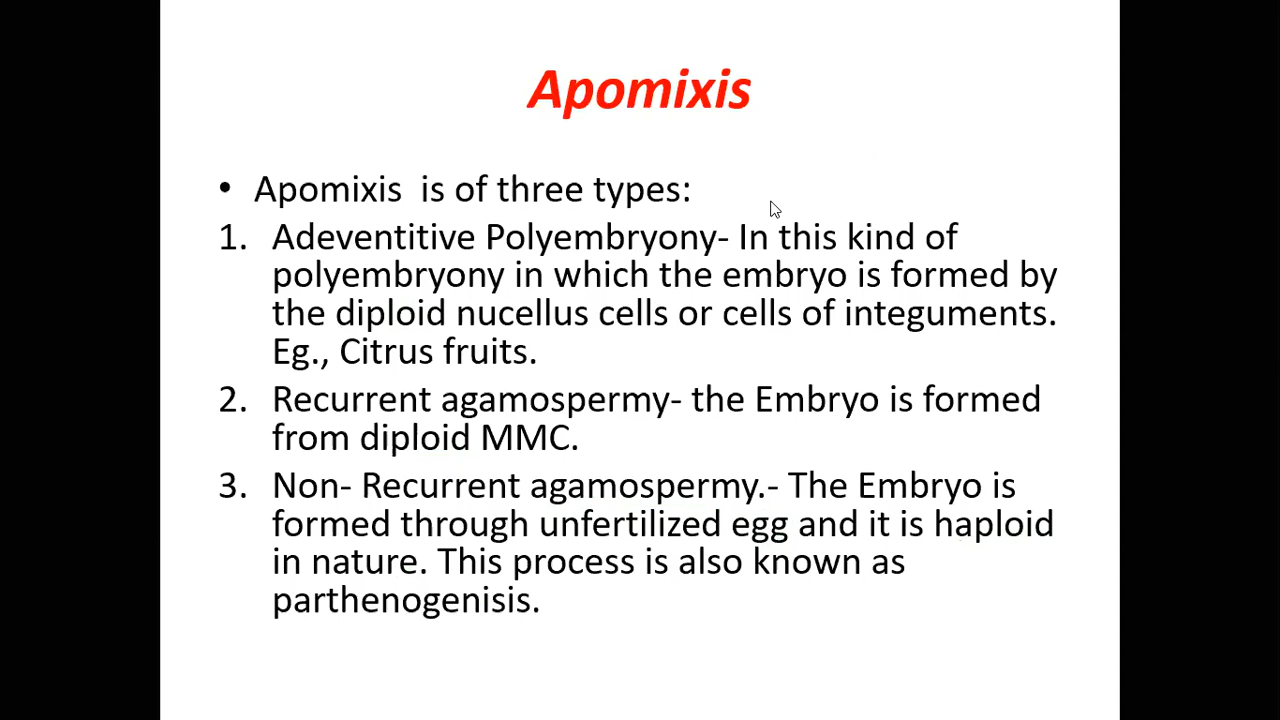 Apomixis
• Apomixis  is of three types:
1. Adeventitive Polyembryony- In this kind of
polyembryony in which the embryo is formed by
the diploid nucellus cells or cells of integuments.
Eg., Citrus fruits.
2. Recurrent agamospermy- the Embryo is formed
from diploid MMC.
3. Non- Recurrent agamospermy.- The Embryo is
formed through unfertilized egg and it is haploid
in nature. This process is also known as
parthenogenisis.